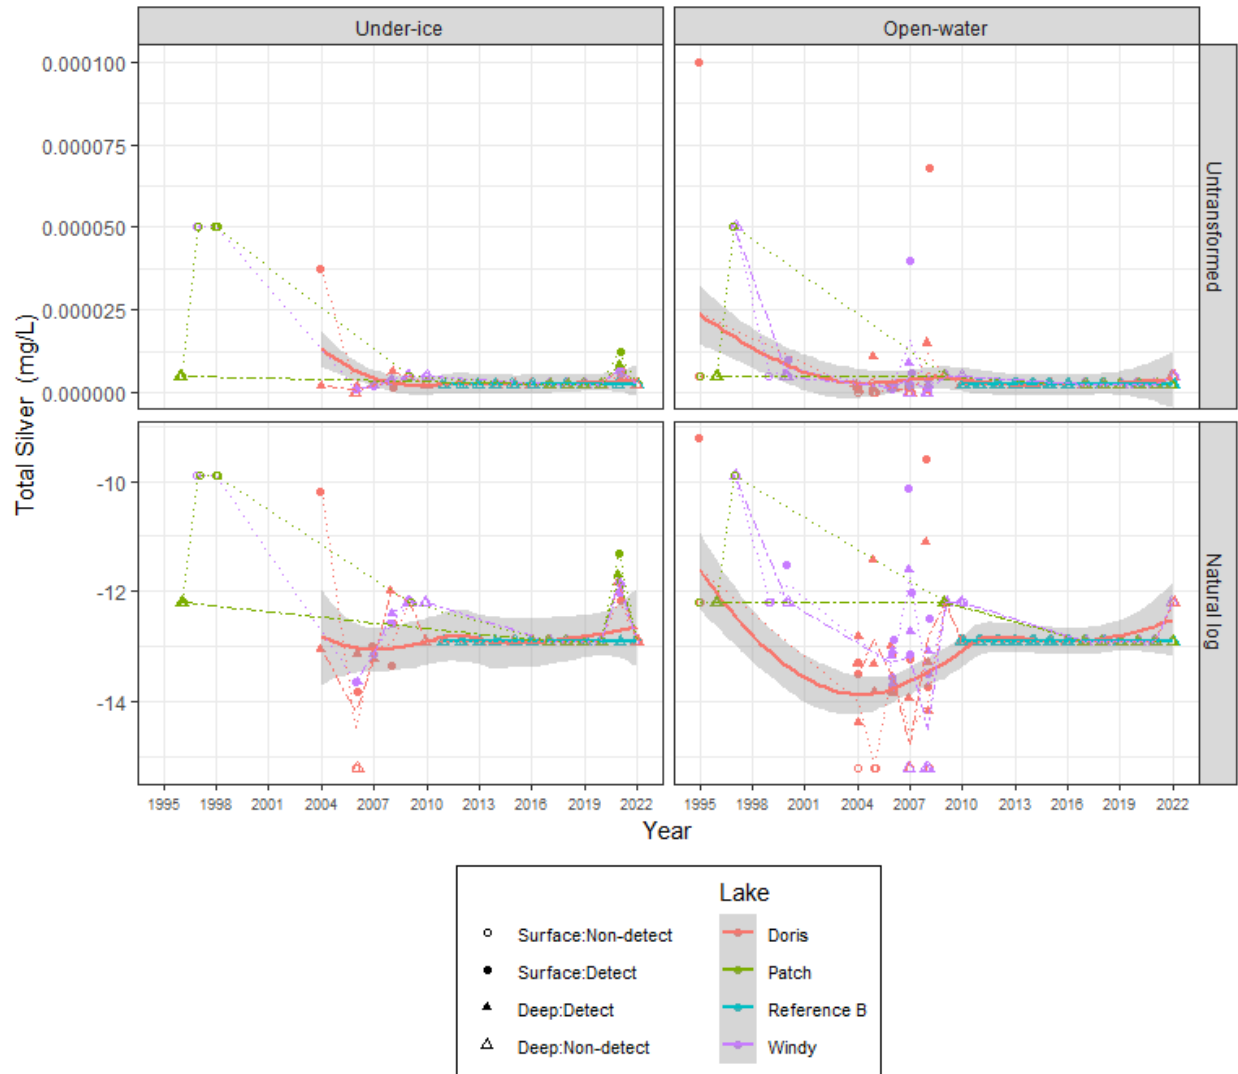 Under-ice Open-water
0.000100
0.000075
0.000050
0.000025
0.000000
Untransformed
Total Silver (mg/L)
-10
-12
-14
Natural log
1995 1998 2001 2004 2007 2010 2013 2016 2019 2022 1995 1998 2001 2004 2007 2010 2013 2016 2019 2022
Year
Lake
Surface:Non-detect Doris
Surface:Detect Patch
Deep:Detect Reference B
Deep:Non-detect Windy